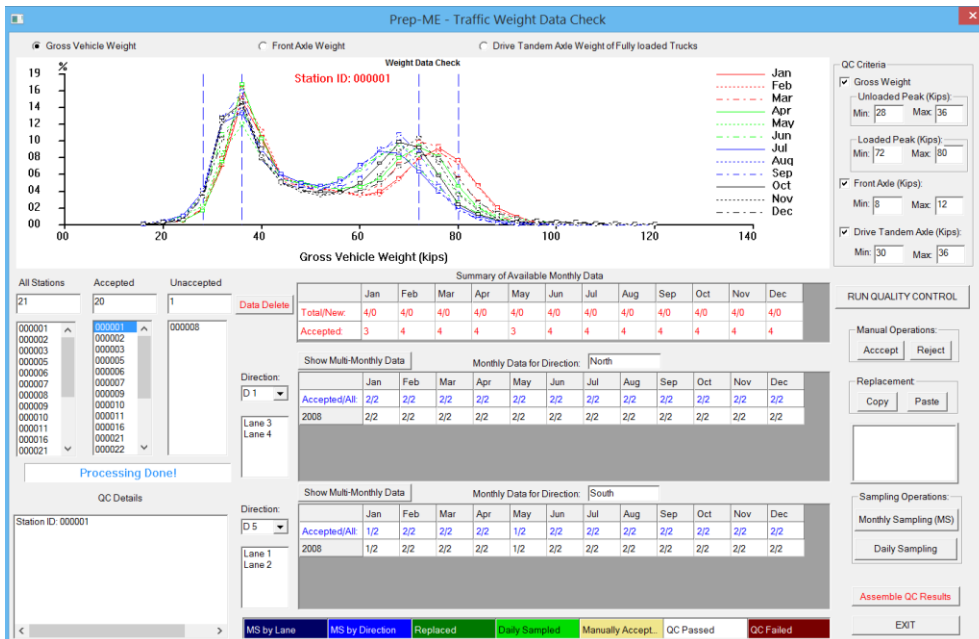 Prep-ME - Traffic Weight Data Check
Gross Vehicle Weight Front Axle Weight Drive Tandem Axle Weight of Fully loaded Trucks
Weight Data Check
%
Station ID: 000001
19
16
14
12
10
08
06
04
02
00
00 20 40 60 80 100 120 140
Gross Vehicle Weight (kips)
Jan
Feb
Mar
Apr
May
Jun
Jul
Aug
Sep
Oct
Nov
Dec
QC Criteria
Gross Weight
Unloaded Peak (Kips):
Min: 28 Max: 36
Loaded Peak (Kips):
Min: 72 Max: 80
Front Axle (Kips):
Min: 8 Max: 12
Drive Tandem Axle (Kips):
Min: 30 Max: 36
All Stations Accepted Unaccepted
21 20 1
Data Delete
000001
000002
000003
000005
000006
000007
000008
000009
000010
000011
000016
000021
000001
000002
000003
000005
000006
000007
000009
000010
000011
000016
000021
000022
000008
Processing Done!
QC Details
Station ID: 000001
Summary of Available Monthly Data
Jan Feb Mar Apr May Jun Jul Aug Sep Oct Nov Dec
Total/New: 4/0 4/0 4/0 4/0 4/0 4/0 4/0 4/0 4/0 4/0 4/0 4/0
Accepted: 3 4 4 4 3 4 4 4 4 4 4 4
Show Multi-Monthly Data Monthly Data for Direction: North
Direction:
D 1
Lane 3
Lane 4
Jan Feb Mar Apr May Jun Jul Aug Sep Oct Nov Dec
Accepted/All: 2/2 2/2 2/2 2/2 2/2 2/2 2/2 2/2 2/2 2/2 2/2 2/2
2008 2/2 2/2 2/2 2/2 2/2 2/2 2/2 2/2 2/2 2/2 2/2 2/2
Show Multi-Monthly Data Monthly Data for Direction: South
Direction:
D 5
Lane 1
Lane 2
Jan Feb Mar Apr May Jun Jul Aug Sep Oct Nov Dec
Accepted/All: 1/2 2/2 2/2 2/2 1/2 2/2 2/2 2/2 2/2 2/2 2/2 2/2
2008 1/2 2/2 2/2 2/2 1/2 2/2 2/2 2/2 2/2 2/2 2/2 2/2
MS by Lane MS by Direction Replaced Daily Sampled Manually Accept... QC Passed QC Failed
RUN QUALITY CONTROL
Manual Operations:
Acccept Reject
Replacement:
Copy Paste
Sampling Operations:
Monthly Sampling (MS)
Daily Sampling
Assemble QC Results
EXIT